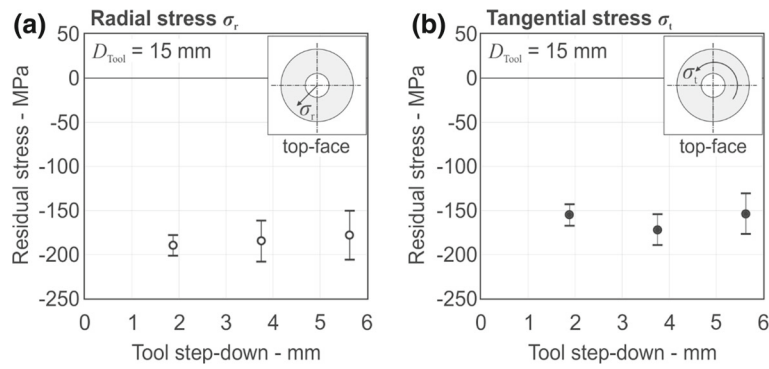 (a) Radial stress σr
50
0
-50
-100
-150
-200
-250
Residual stress - MPa
DTool = 15 mm
σr
top-face
0 1 2 3 4 5 6
Tool step-down - mm
(b) Tangential stress σt
50
0
-50
-100
-150
-200
-250
Residual stress - MPa
DTool = 15 mm
σt
top-face
0 1 2 3 4 5 6
Tool step-down - mm